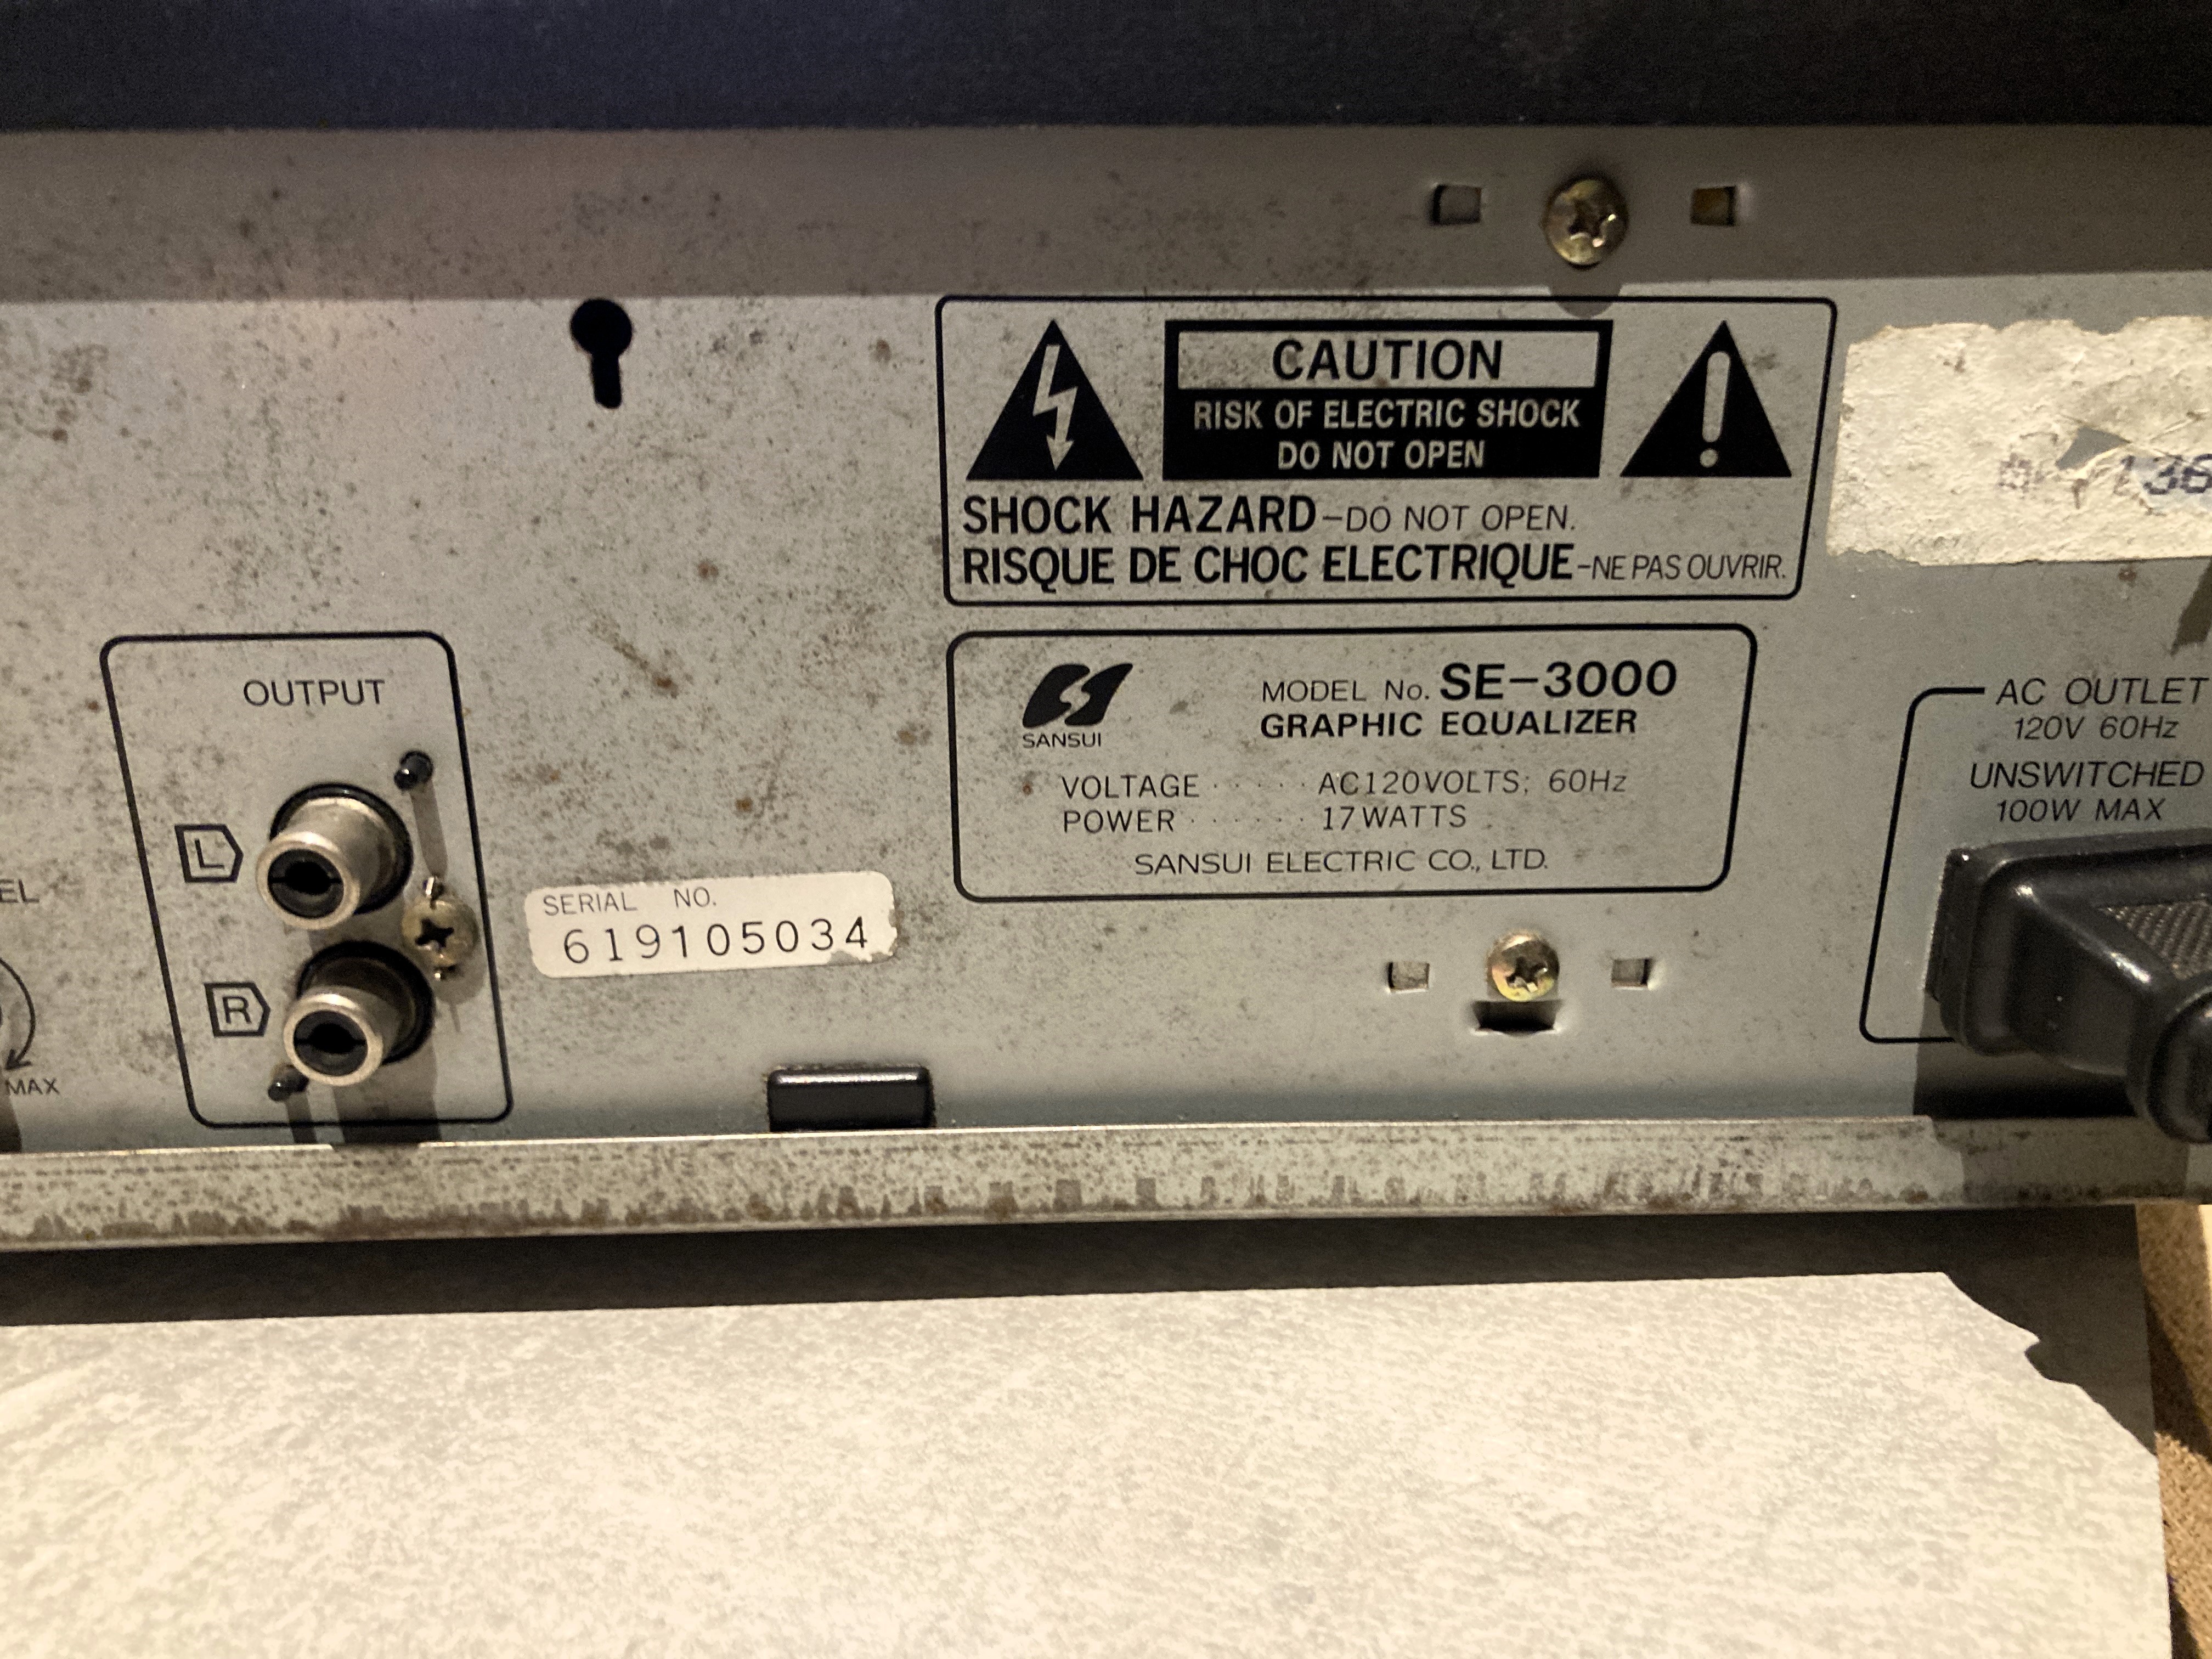 CAUTION
RISK OF ELECTRIC SHOCK
DO NOT OPEN
SHOCK HAZARD-DO NOT OPEN.
RISQUE DE CHOC ELECTRIQUE-NE PAS OUVRIR.
136
OUTPUT
L
R
EL
MAX
SERIAL NO.
619105034
SANSUI
MODEL No. SE-3000
GRAPHIC EQUALIZER
VOLTAGE ····· AC120VOLTS; 60Hz
POWER ······ 17WATTS
SANSUI ELECTRIC CO., LTD.
AC OUTLET
120V 60Hz
UNSWITCHED
100W MAX